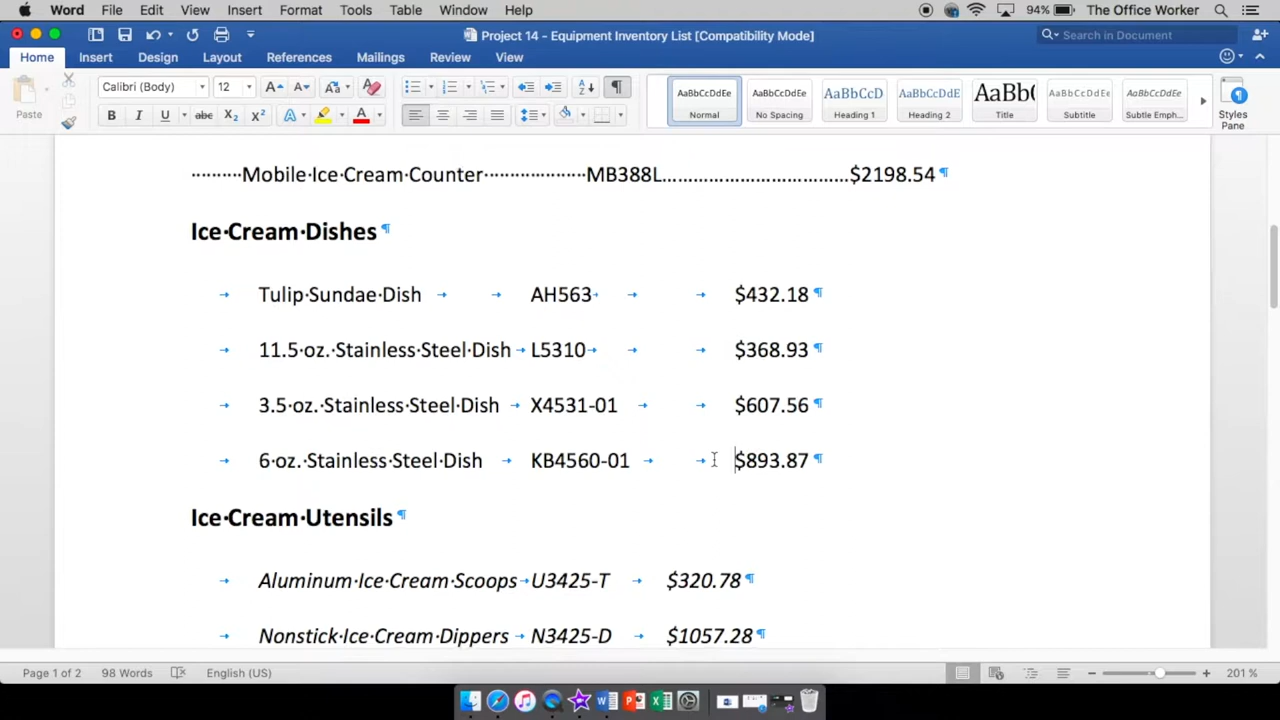 Word File Edit View Insert Format Tools Table Window Help 94% The Office Worker
Project 14 - Equipment Inventory List [Compatibility Mode] Search in Document
Home Insert Design Layout References Mailings Review View
Paste Calibri (Body) 12 AaBbCcDdEe AaBbCcDdEe AaBbCcD AaBbCcDdE AaBb( AaBbCcDdEe AaBbCcDdEe
B I U abc X₂ X² A A Normal No Spacing Heading 1 Heading 2 Title Subtitle Subtle Emph... Styles Pane
··········Mobile·Ice·Cream·Counter····················MB388L………………………………$2198.54¶
Ice·Cream·Dishes¶
→ Tulip·Sundae·Dish → → AH563→ → → $432.18¶
→ 11.5·oz.·Stainless·Steel·Dish→ L5310→ → → $368.93¶
→ 3.5·oz.·Stainless·Steel·Dish → X4531-01 → → $607.56¶
→ 6·oz.·Stainless·Steel·Dish → KB4560-01 → → $893.87¶
Ice·Cream·Utensils¶
→ Aluminum·Ice·Cream·Scoops→ U3425-T → $320.78¶
→ Nonstick·Ice·Cream·Dippers → N3425-D → $1057.28¶
Page 1 of 2 98 Words English (US) 201%